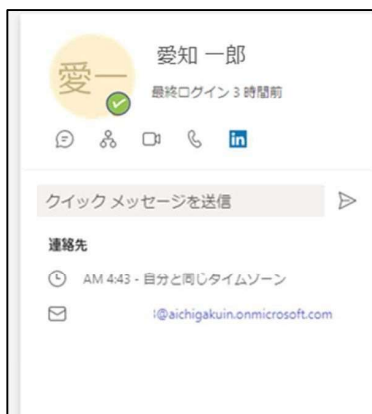 愛一
愛知 一郎
最終ログイン 3 時間前
in
クイック メッセージを送信
連絡先
AM 4:43 - 自分と同じタイムゾーン
@aichigakuin.onmicrosoft.com